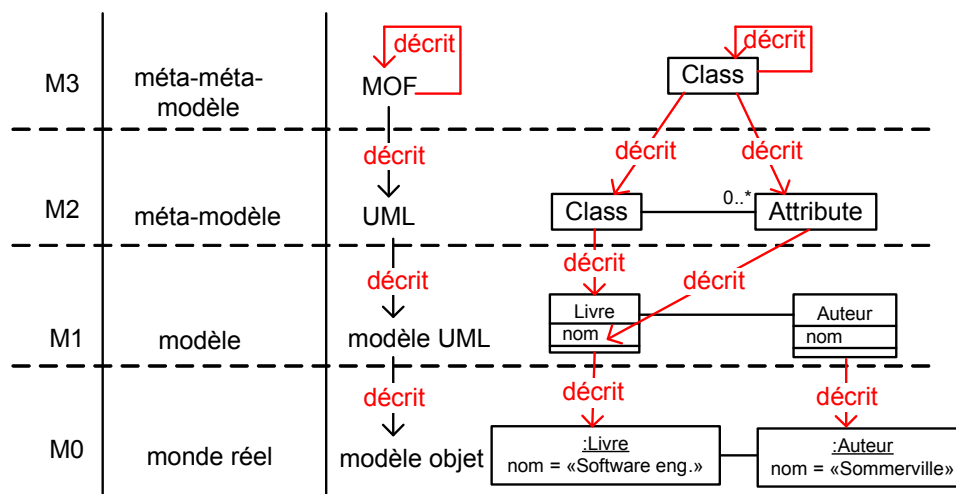 décrit
décrit
M3
méta-méta-
modèle
MOF
Class
décrit
décrit
décrit
M2
méta-modèle
UML
Class
0..*
Attribute
décrit
décrit
décrit
M1
modèle
modèle UML
Livre
nom
Auteur
nom
décrit
décrit
décrit
M0
monde réel
modèle objet
:Livre
nom = «Software eng.»
:Auteur
nom = «Sommerville»